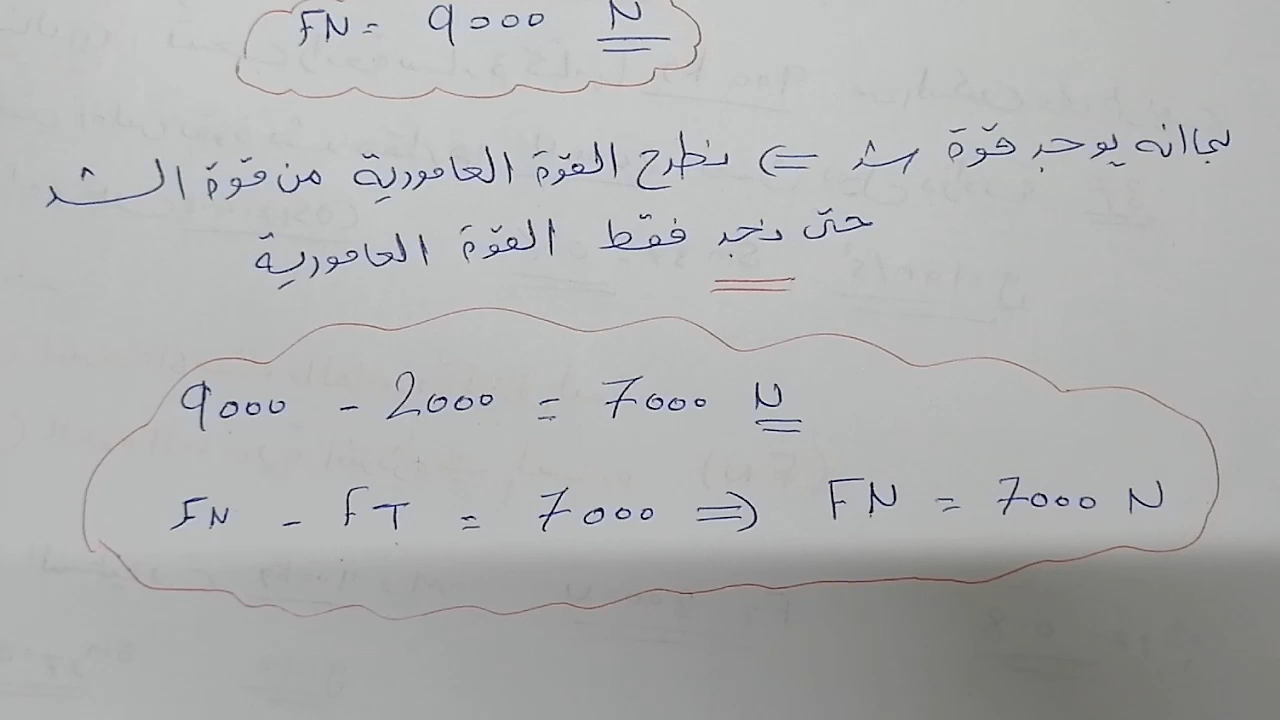 FN = 9000 N
بماانه يوجد قوة شد => نطرح القوة العامودية من قوة الشد
حتى نجد فقط القوة العامودية
9000 - 2000 = 7000 N
FN - FT = 7000 => FN = 7000 N